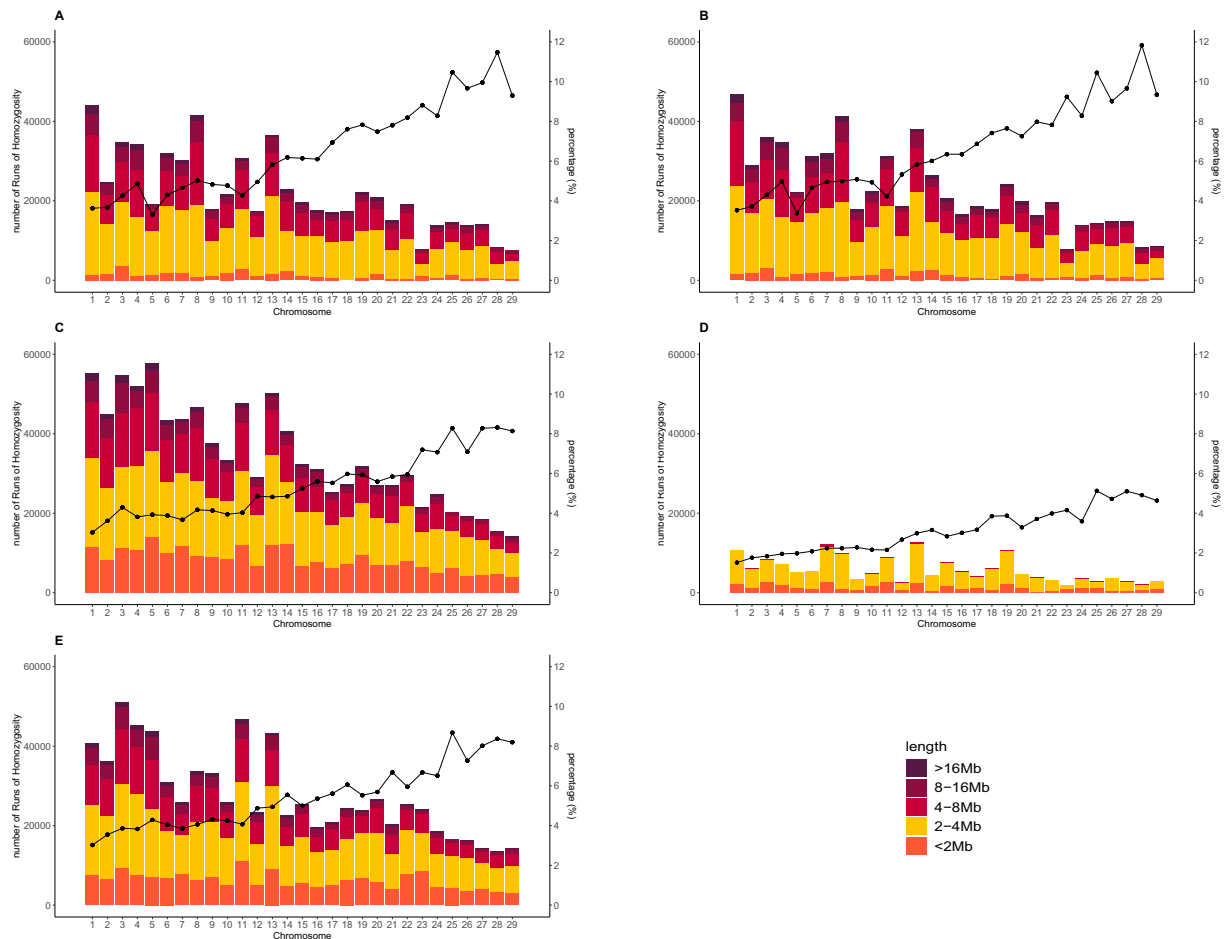 A
number of Runs of Homozygosity
60000
40000
20000
0
12
10
8
6
4
2
0
percentage (%)
1 2 3 4 5 6 7 8 9 10 11 12 13 14 15 16 17 18 19 20 21 22 23 24 25 26 27 28 29
Chromosome
B
number of Runs of Homozygosity
60000
40000
20000
0
12
10
8
6
4
2
0
percentage (%)
1 2 3 4 5 6 7 8 9 10 11 12 13 14 15 16 17 18 19 20 21 22 23 24 25 26 27 28 29
Chromosome
C
number of Runs of Homozygosity
60000
40000
20000
0
12
10
8
6
4
2
0
percentage (%)
1 2 3 4 5 6 7 8 9 10 11 12 13 14 15 16 17 18 19 20 21 22 23 24 25 26 27 28 29
Chromosome
D
number of Runs of Homozygosity
60000
40000
20000
0
12
10
8
6
4
2
0
percentage (%)
1 2 3 4 5 6 7 8 9 10 11 12 13 14 15 16 17 18 19 20 21 22 23 24 25 26 27 28 29
Chromosome
E
number of Runs of Homozygosity
60000
40000
20000
0
12
10
8
6
4
2
0
percentage (%)
1 2 3 4 5 6 7 8 9 10 11 12 13 14 15 16 17 18 19 20 21 22 23 24 25 26 27 28 29
Chromosome
length
>16Mb
8−16Mb
4−8Mb
2−4Mb
<2Mb